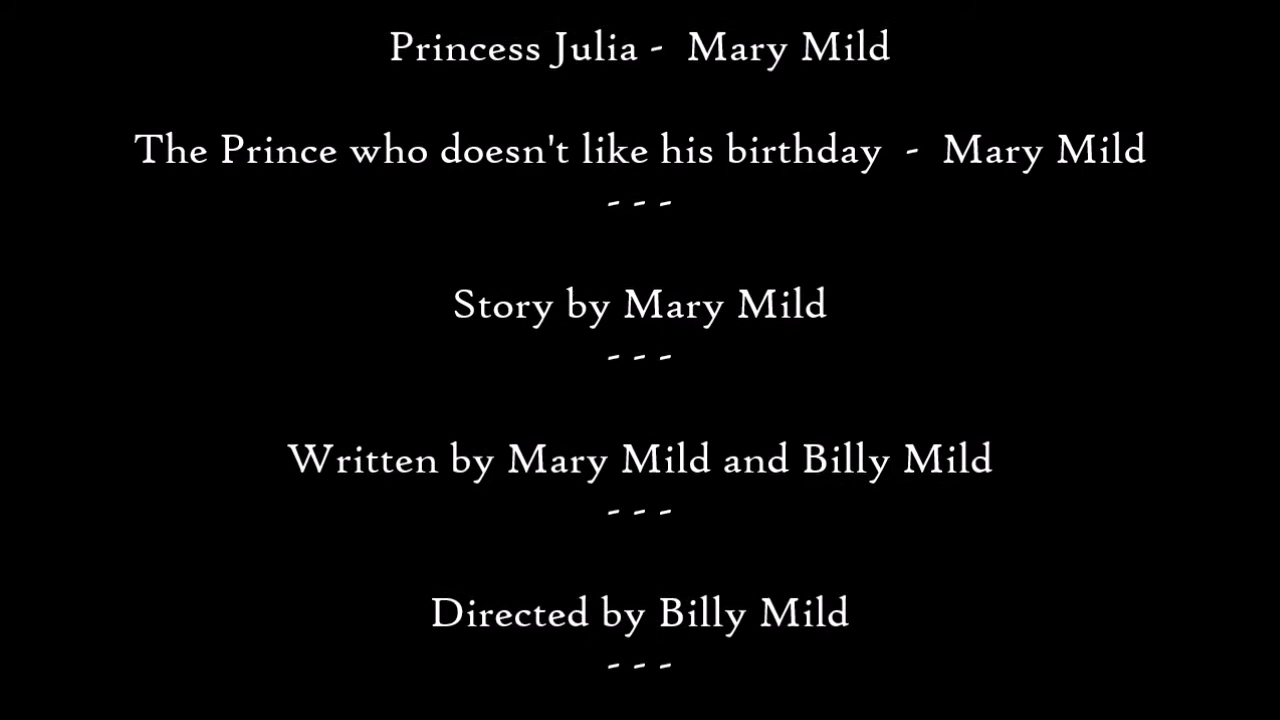 Princess Julia - Mary Mild
The Prince who doesn't like his birthday - Mary Mild
- - -
Story by Mary Mild
- - -
Written by Mary Mild and Billy Mild
- - -
Directed by Billy Mild
- - -